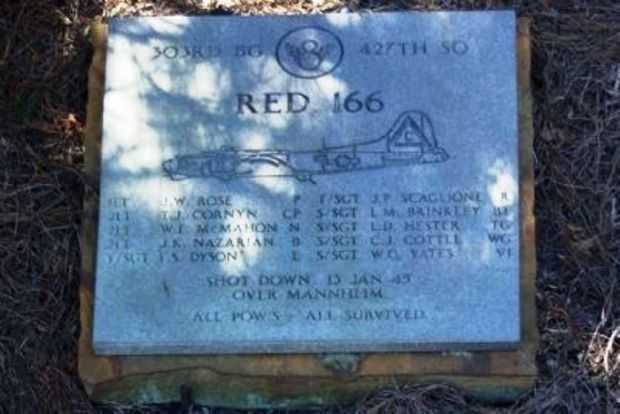 303RD BG 8 427TH SQ
RED 166
C
1LT J.W. ROSE P T/SGT J.P. SCAGLIONE R
2LT T.J. CORNYN CP S/SGT L.M. BRINKLEY BT
2LT W.E. McMAHON N S/SGT L.D. HESTER TG
2LT J.K. NAZARIAN B S/SGT C.J. COTTLE WG
T/SGT DYSON E S/SGT W.O. YATES
SHOT DOWN 13 JAN 45
OVER MANNHEIM
ALL POW'S - ALL SURVIVED